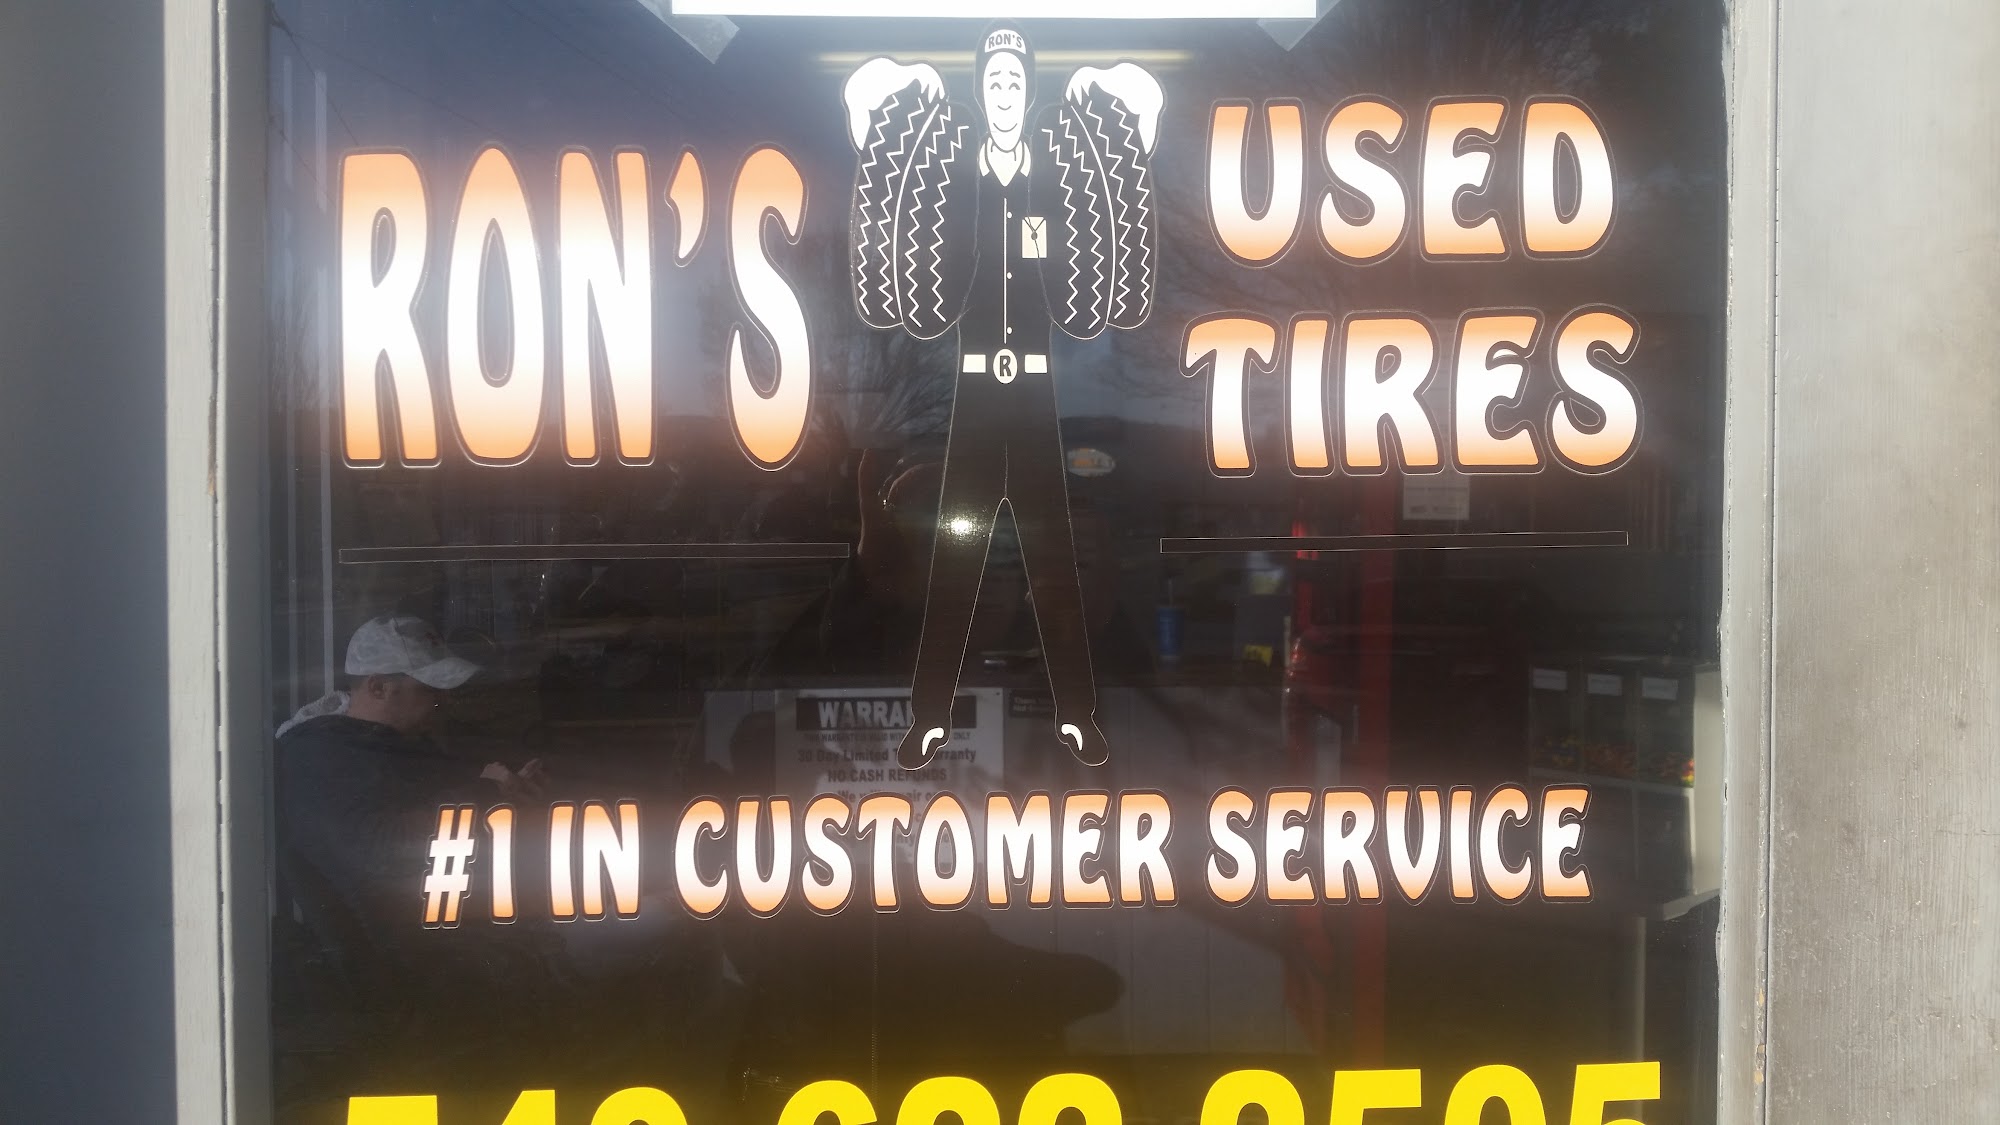 RON'S
RON'S
USED
TIRES
R
WARRA
30 Day Limited
NO CASH REFUNDS
#1 IN CUSTOMER SERVICE